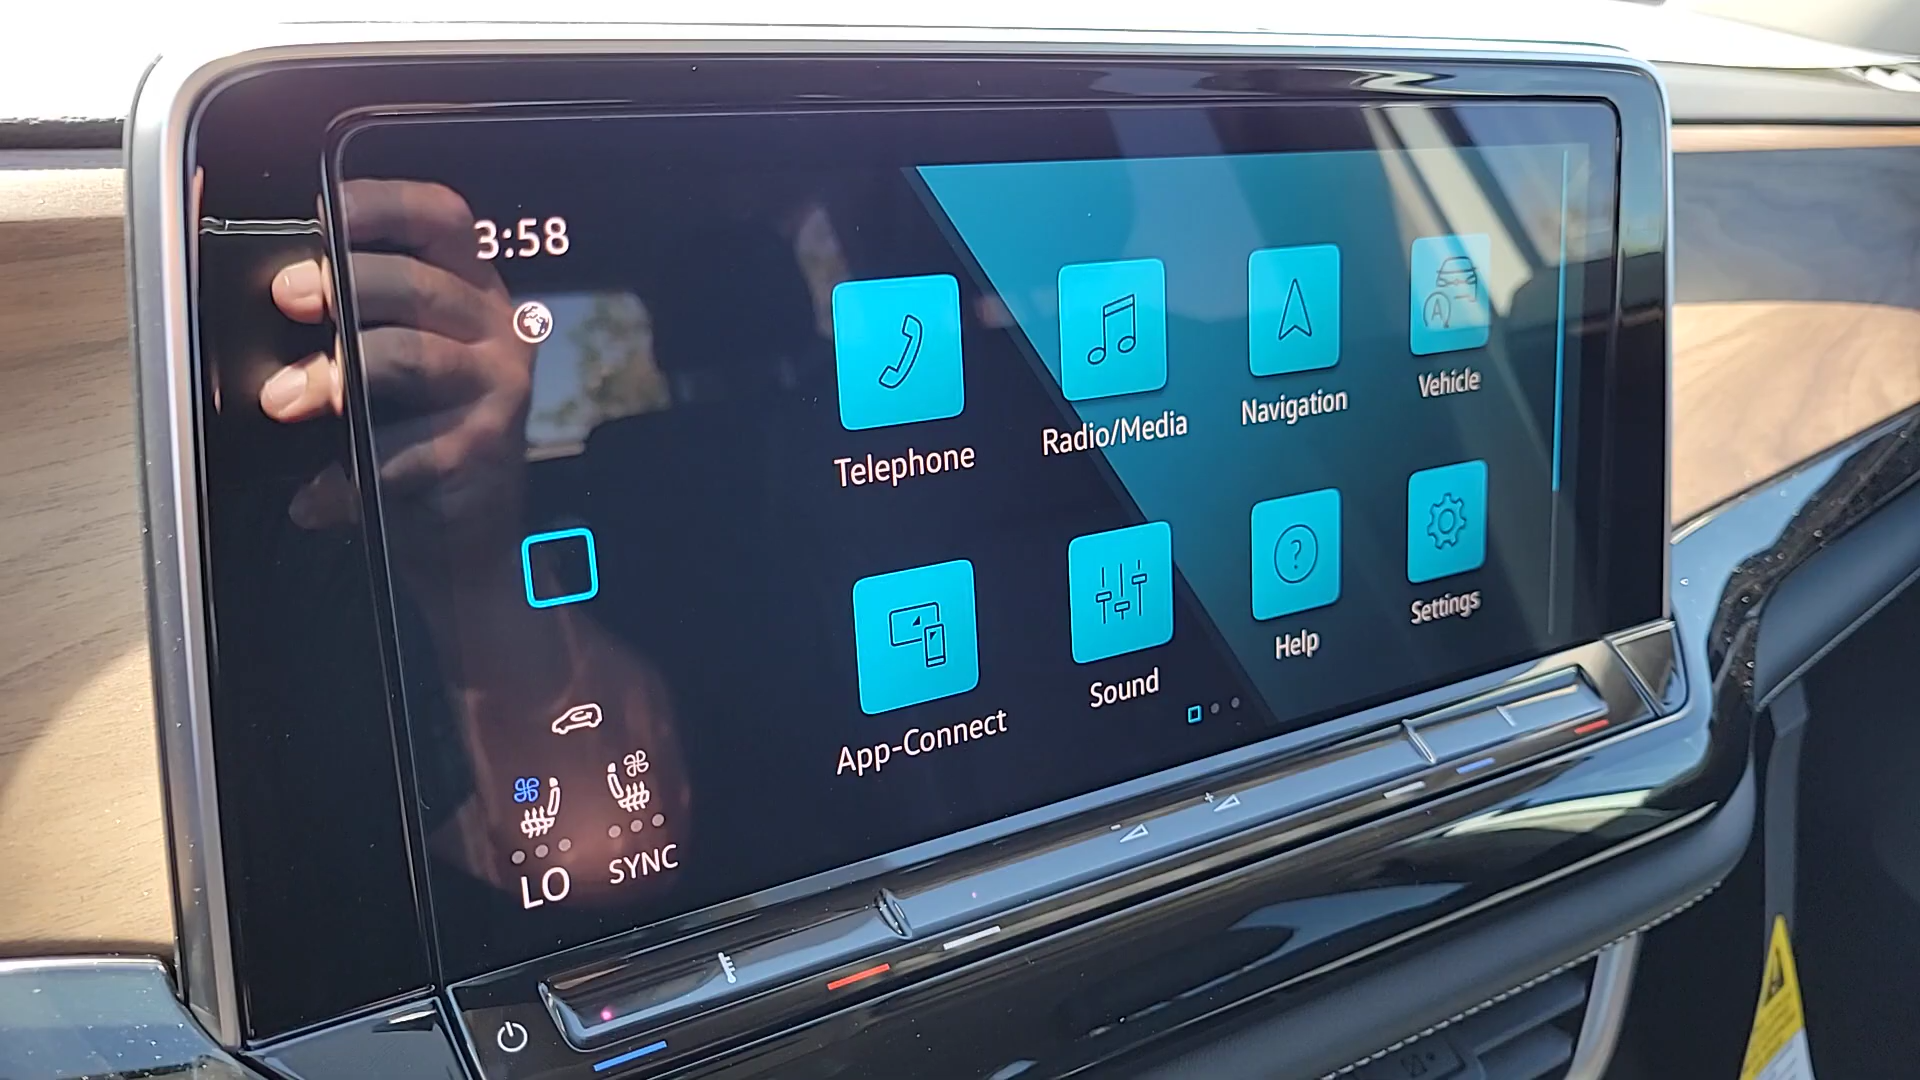 3:58
Telephone
Radio/Media
Navigation
A
Vehicle
App-Connect
Sound
?
Help
Settings
LO
SYNC
- +